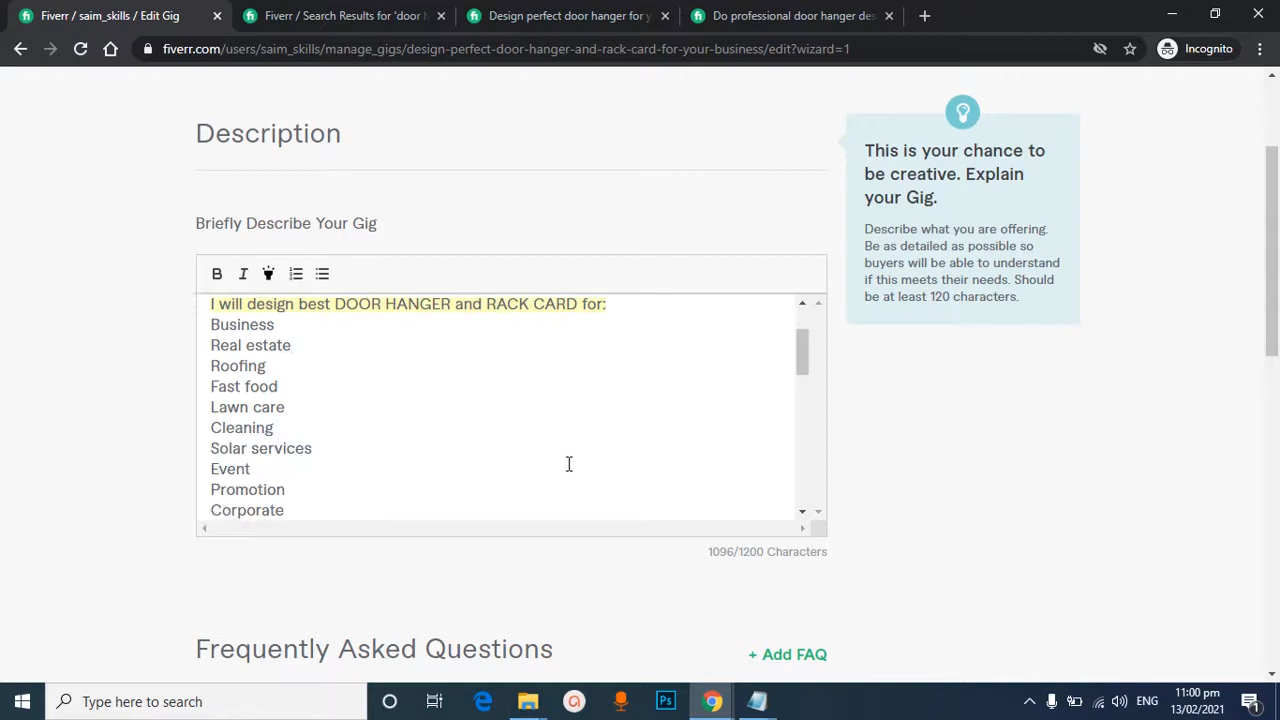 Fiverr / saim_skills / Edit Gig
Fiverr / Search Results for 'door h
Design perfect door hanger for y
Do professional door hanger des
fiverr.com/users/saim_skills/manage_gigs/design-perfect-door-hanger-and-rack-card-for-your-business/edit?wizard=1
Incognito
Description
Briefly Describe Your Gig
B I
I will design best DOOR HANGER and RACK CARD for:
Business
Real estate
Roofing
Fast food
Lawn care
Cleaning
Solar services
Event
Promotion
Corporate
1096/1200 Characters
This is your chance to
be creative. Explain
your Gig.
Describe what you are offering.
Be as detailed as possible so
buyers will be able to understand
if this meets their needs. Should
be at least 120 characters.
Frequently Asked Questions
+ Add FAQ
Type here to search
Ps
ENG
11:00 pm
13/02/2021
1